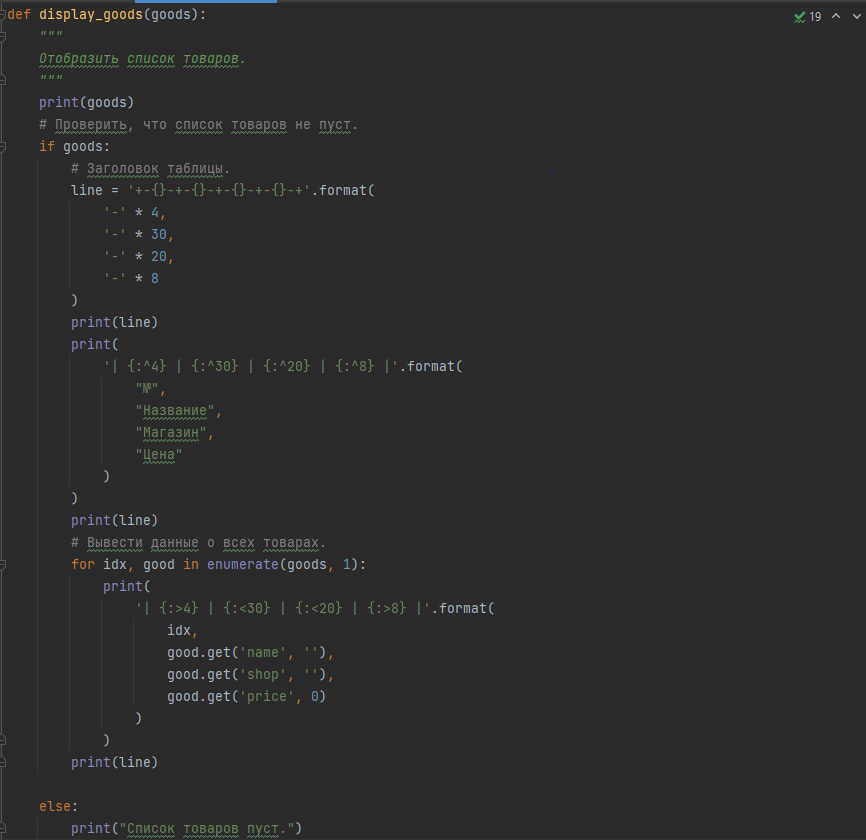 def display_goods(goods):
19
    """
    Отобразить список товаров.
    """
    print(goods)
    # Проверить, что список товаров не пуст.
    if goods:
        # Заголовок таблицы.
        line = '+-{}-+-{}-+-{}-+-{}-+'.format(
            '-' * 4,
            '-' * 30,
            '-' * 20,
            '-' * 8
        )
        print(line)
        print(
            '| {:^4} | {:^30} | {:^20} | {:^8} |'.format(
                "№",
                "Название",
                "Магазин",
                "Цена"
            )
        )
        print(line)
        # Вывести данные о всех товарах.
        for idx, good in enumerate(goods, 1):
            print(
                '| {:>4} | {:<30} | {:<20} | {:>8} |'.format(
                    idx,
                    good.get('name', ''),
                    good.get('shop', ''),
                    good.get('price', 0)
                )
            )
        print(line)
    else:
        print("Список товаров пуст.")